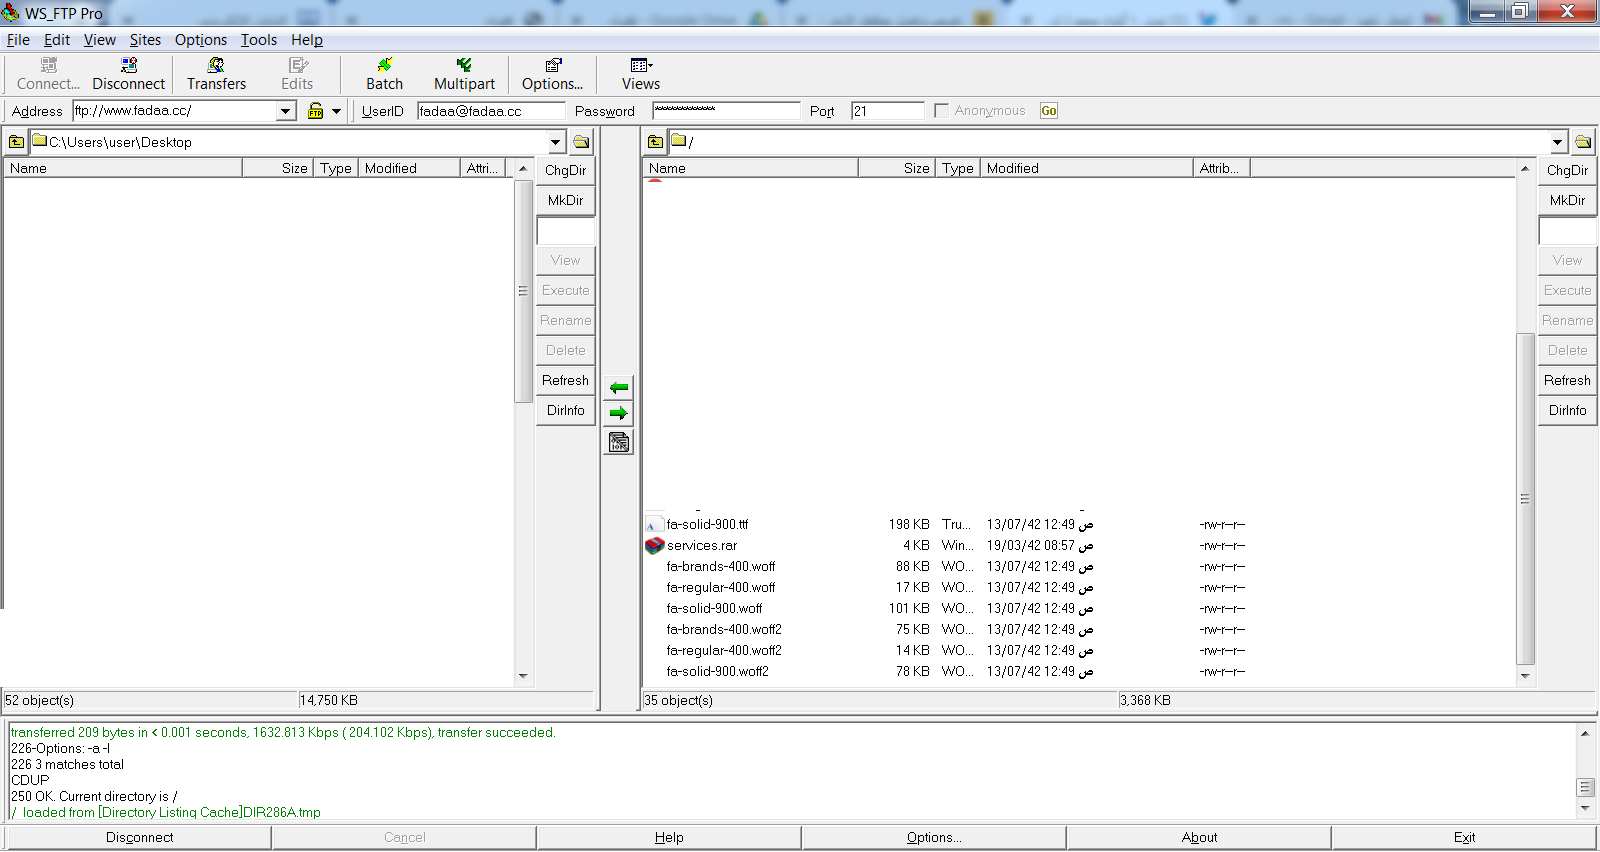 WS_FTP Pro
File Edit View Sites Options Tools Help
Connect... Disconnect Transfers Edits Batch Multipart Options... Views
Address ftp://www.fadaa.cc/ FTP UserID fadaa@fadaa.cc Password ************* Port 21 Anonymous Go
C:\Users\user\Desktop
/
Name Size Type Modified Attri...
ChgDir
MkDir
View
Execute
Rename
Delete
Refresh
DirInfo
Name Size Type Modified Attrib...
fa-solid-900.ttf 198 KB Tru... 13/07/42 12:49 ص -rw-r--r--
services.rar 4 KB Win... 19/03/42 08:57 ص -rw-r--r--
fa-brands-400.woff 88 KB WO... 13/07/42 12:49 ص -rw-r--r--
fa-regular-400.woff 17 KB WO... 13/07/42 12:49 ص -rw-r--r--
fa-solid-900.woff 101 KB WO... 13/07/42 12:49 ص -rw-r--r--
fa-brands-400.woff2 75 KB WO... 13/07/42 12:49 ص -rw-r--r--
fa-regular-400.woff2 14 KB WO... 13/07/42 12:49 ص -rw-r--r--
fa-solid-900.woff2 78 KB WO... 13/07/42 12:49 ص -rw-r--r--
ChgDir
MkDir
View
Execute
Rename
Delete
Refresh
DirInfo
52 object(s) 14,750 KB
35 object(s) 3,368 KB
transferred 209 bytes in < 0.001 seconds, 1632.813 Kbps ( 204.102 Kbps), transfer succeeded.
226-Options: -a -l
226 3 matches total
CDUP
250 OK. Current directory is /
/ loaded from [Directory Listing Cache]DIR286A.tmp
Disconnect Cancel Help Options... About Exit